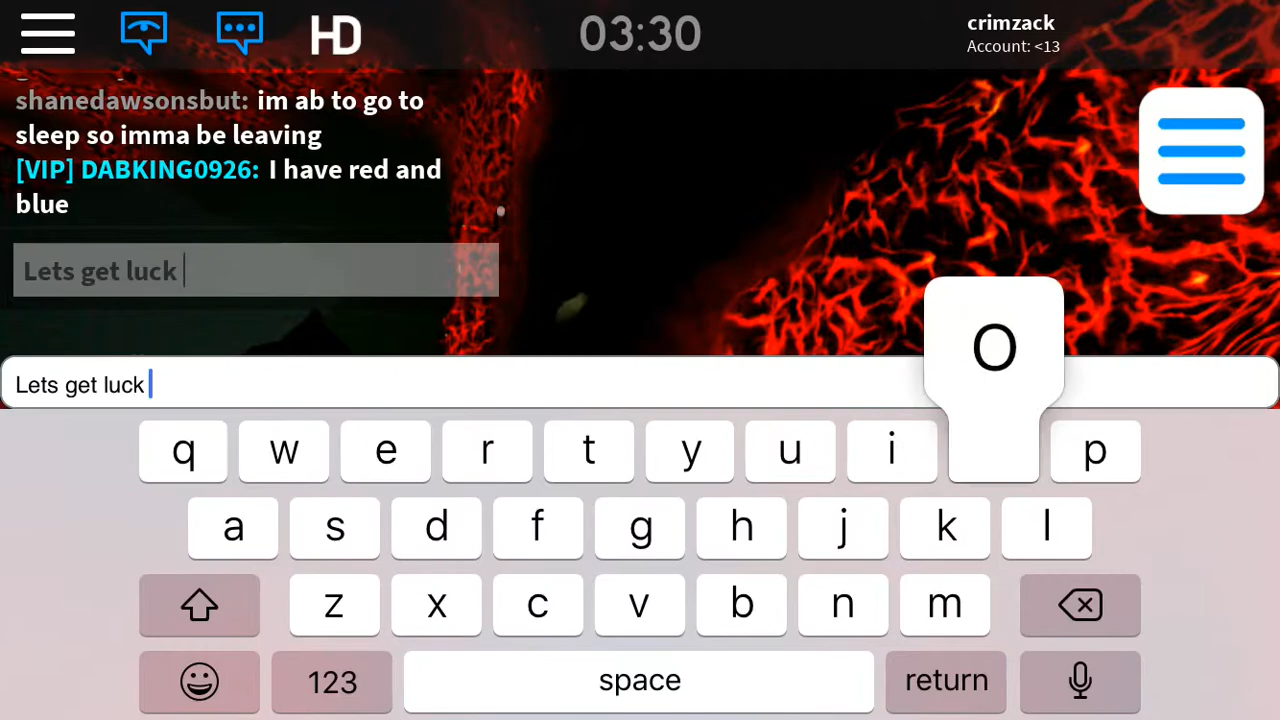 HD
03:30
crimzack
Account: <13
shanedawsonsbut: im ab to go to
sleep so imma be leaving
[VIP] DABKING0926: I have red and
blue
Lets get luck
O
Lets get luck
q w e r t y u i p
a s d f g h j k l
z x c v b n m
123 space return